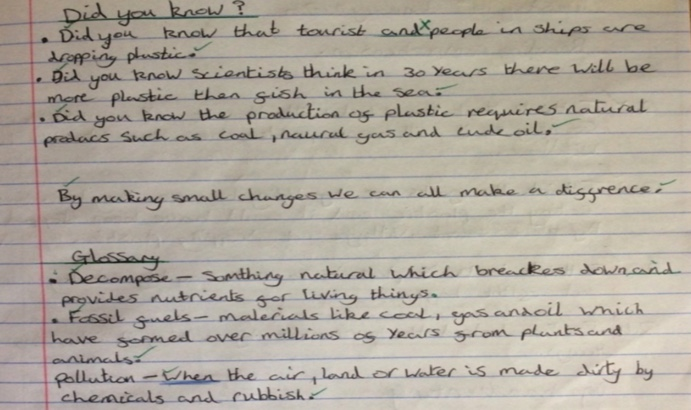 Did you know?
• Did you know that tourist and people in ships are
dropping plastic.
• Did you know scientists think in 30 years there will be
more plastic then fish in the sea.
• Did you know the production of plastic requires natural
producs such as coal, naural gas and cude oil.
By making small changes we can all make a diffrence.
Glossary
• Decompose – Somthing natural which breackes down and
provides nutrients for living things.
• Fossil fuels – materials like coal, gas and oil which
have formed over millions of years from plants and
animals.
pollution – When the air, land or water is made dirty by
chemicals and rubbish.